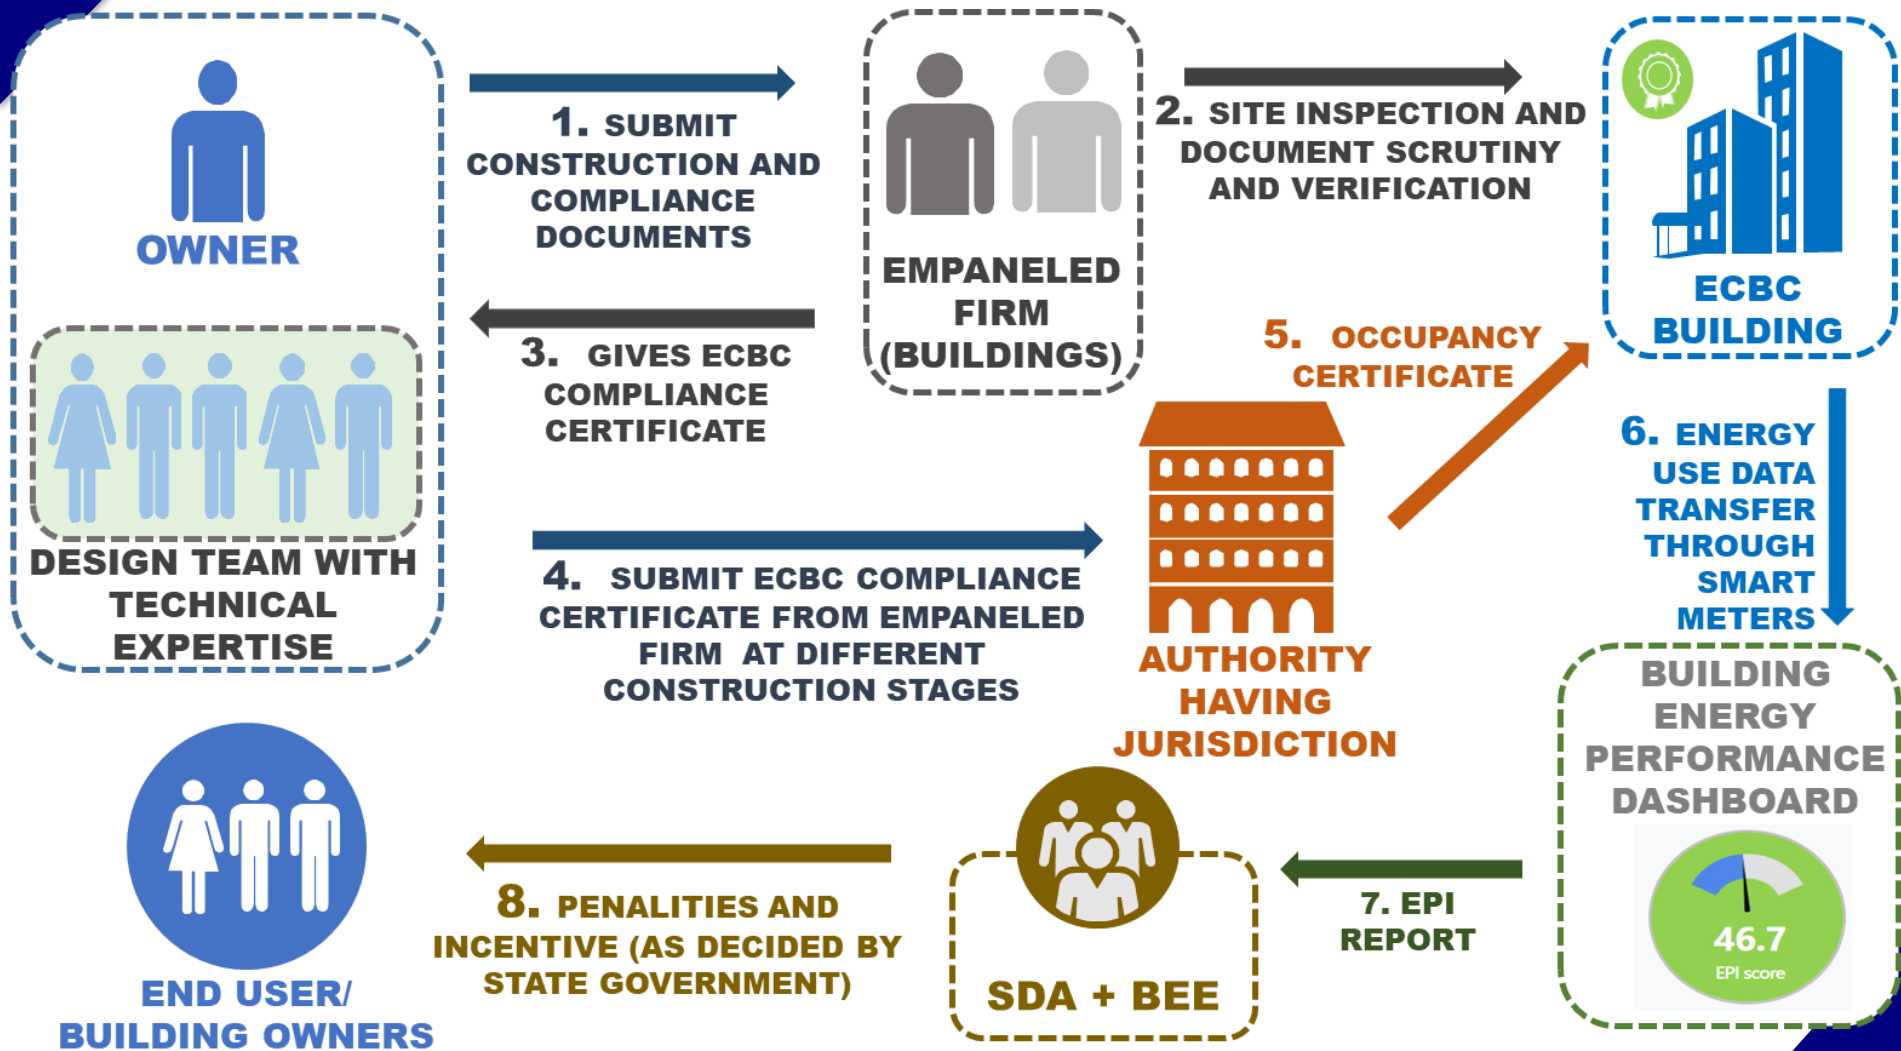 OWNER
DESIGN TEAM WITH
TECHNICAL
EXPERTISE
1. SUBMIT
CONSTRUCTION AND
COMPLIANCE
DOCUMENTS
EMPANELED
FIRM
(BUILDINGS)
2. SITE INSPECTION AND
DOCUMENT SCRUTINY
AND VERIFICATION
ECBC
BUILDING
3. GIVES ECBC
COMPLIANCE
CERTIFICATE
4. SUBMIT ECBC COMPLIANCE
CERTIFICATE FROM EMPANELED
FIRM AT DIFFERENT
CONSTRUCTION STAGES
AUTHORITY
HAVING
JURISDICTION
5. OCCUPANCY
CERTIFICATE
6. ENERGY
USE DATA
TRANSFER
THROUGH
SMART
METERS
BUILDING
ENERGY
PERFORMANCE
DASHBOARD
46.7
EPI score
7. EPI
REPORT
SDA + BEE
8. PENALITIES AND
INCENTIVE (AS DECIDED BY
STATE GOVERNMENT)
END USER/
BUILDING OWNERS